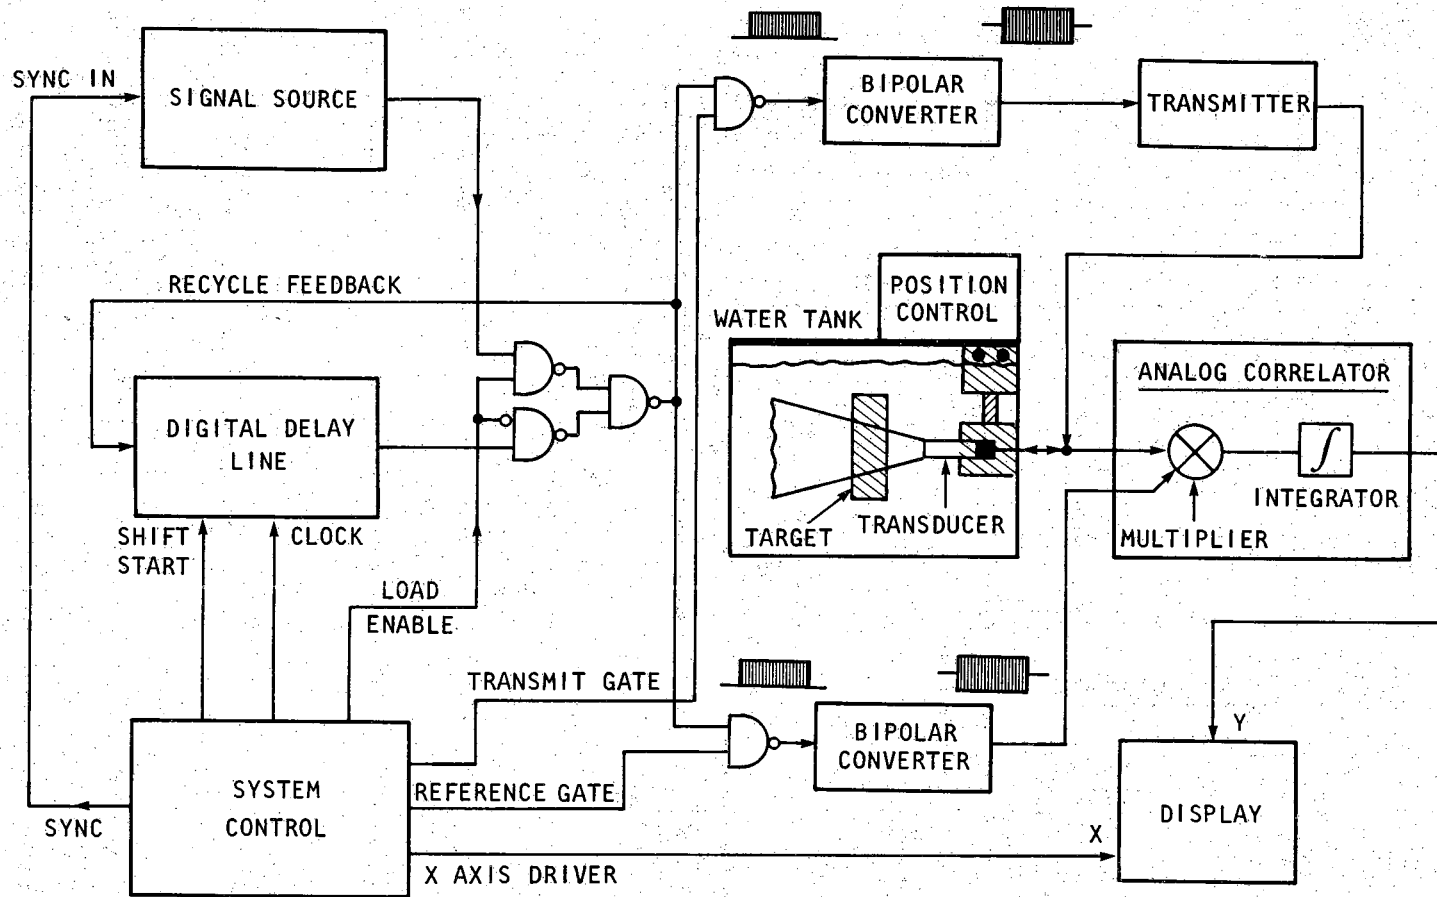 SYNC IN
SIGNAL SOURCE
BIPOLAR
CONVERTER
TRANSMITTER
RECYCLE FEEDBACK
POSITION
CONTROL
WATER TANK
ANALOG CORRELATOR
DIGITAL DELAY
LINE
∫
INTEGRATOR
TARGET
TRANSDUCER
MULTIPLIER
SHIFT
START
CLOCK
LOAD
ENABLE
TRANSMIT GATE
BIPOLAR
CONVERTER
Y
SYSTEM
CONTROL
REFERENCE GATE
DISPLAY
SYNC
X
X AXIS DRIVER